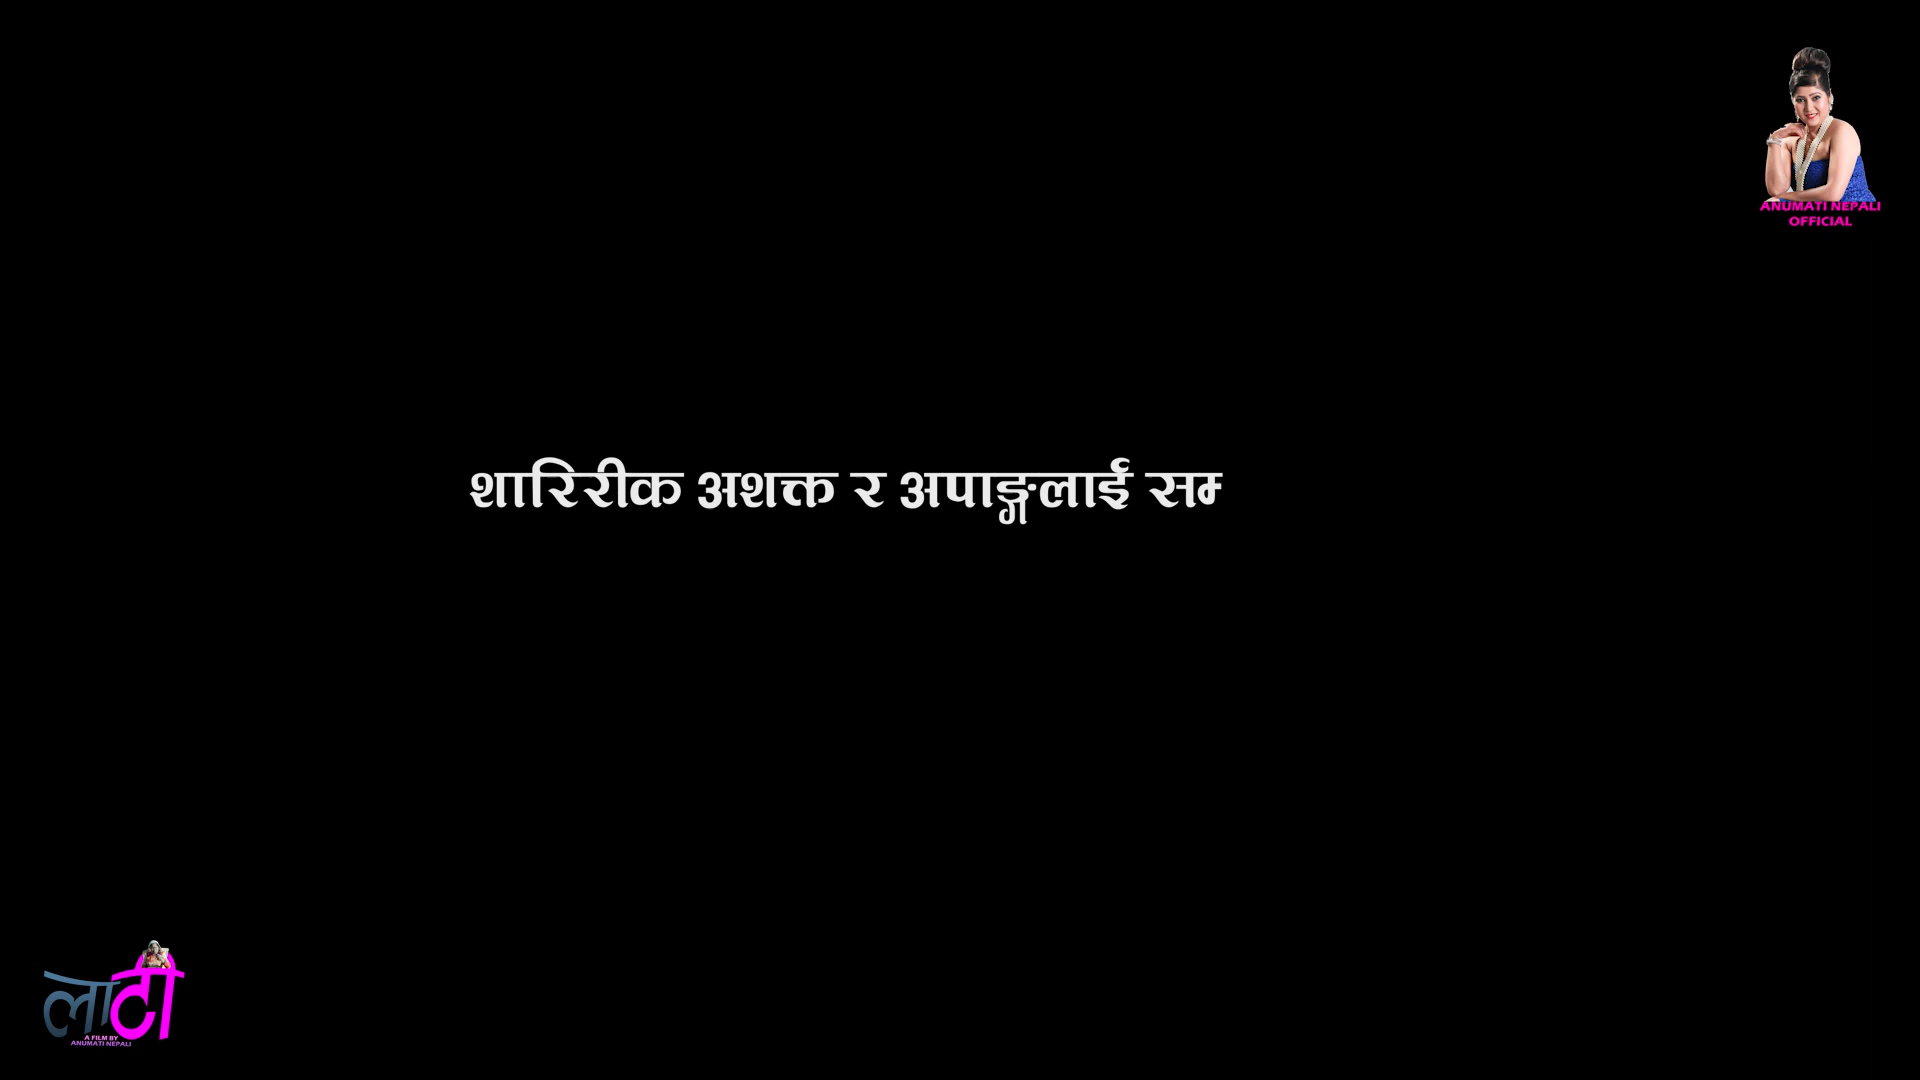 ANUMATI NEPALI
OFFICIAL
शारिरीक अशक्त र अपाङ्गलाई सम्
लाटी
A FILM BY
ANUMATI NEPALI